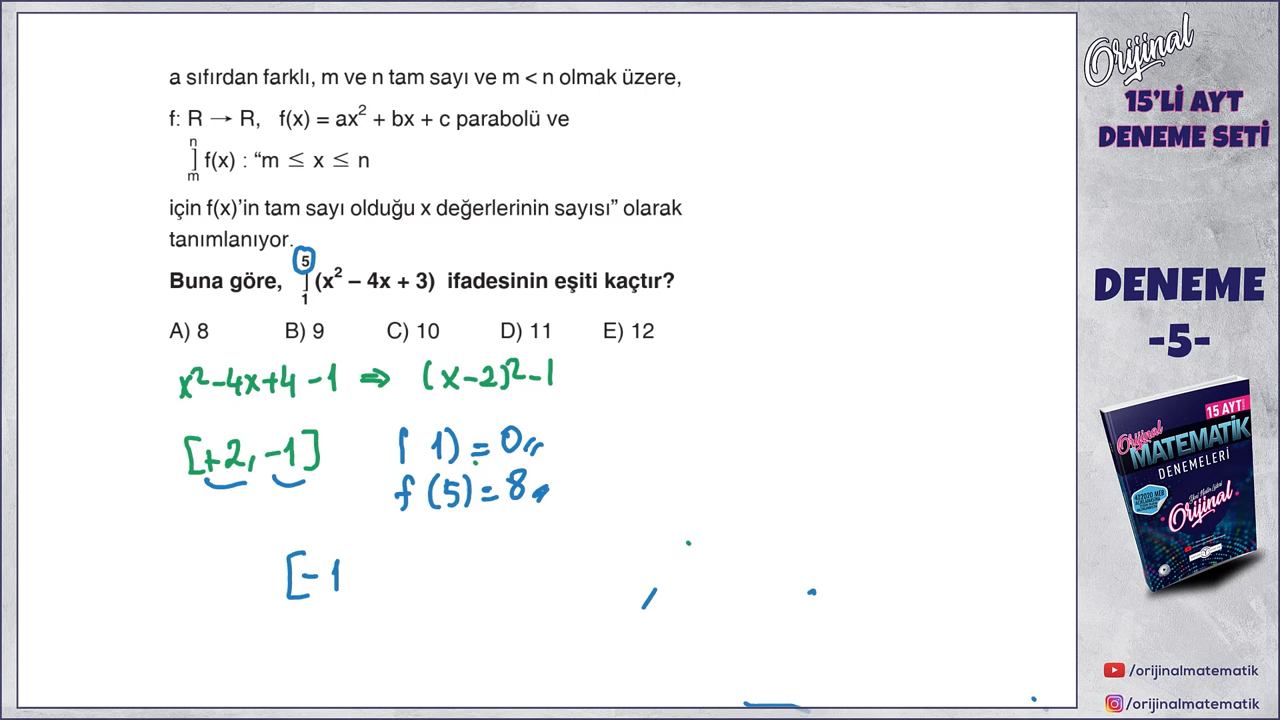 a sıfırdan farklı, m ve n tam sayı ve m < n olmak üzere,
f: R → R, f(x) = ax² + bx + c parabolü ve
n
] f(x) : “m ≤ x ≤ n
m
için f(x)’in tam sayı olduğu x değerlerinin sayısı” olarak
tanımlanıyor.
5
Buna göre, ] (x² – 4x + 3) ifadesinin eşiti kaçtır?
1
A) 8 B) 9 C) 10 D) 11 E) 12
x²-4x+4-1 ⇒ (x-2)²-1
[+2, -1]
f 1) = 0
f (5) = 8
[-1
Orijinal
15’Lİ AYT
DENEME SETİ
DENEME
-5-
15 AYT
Orijinal
MATEMATİK
DENEMELERİ
Orijinal
/orijinalmatematik
/orijinalmatematik